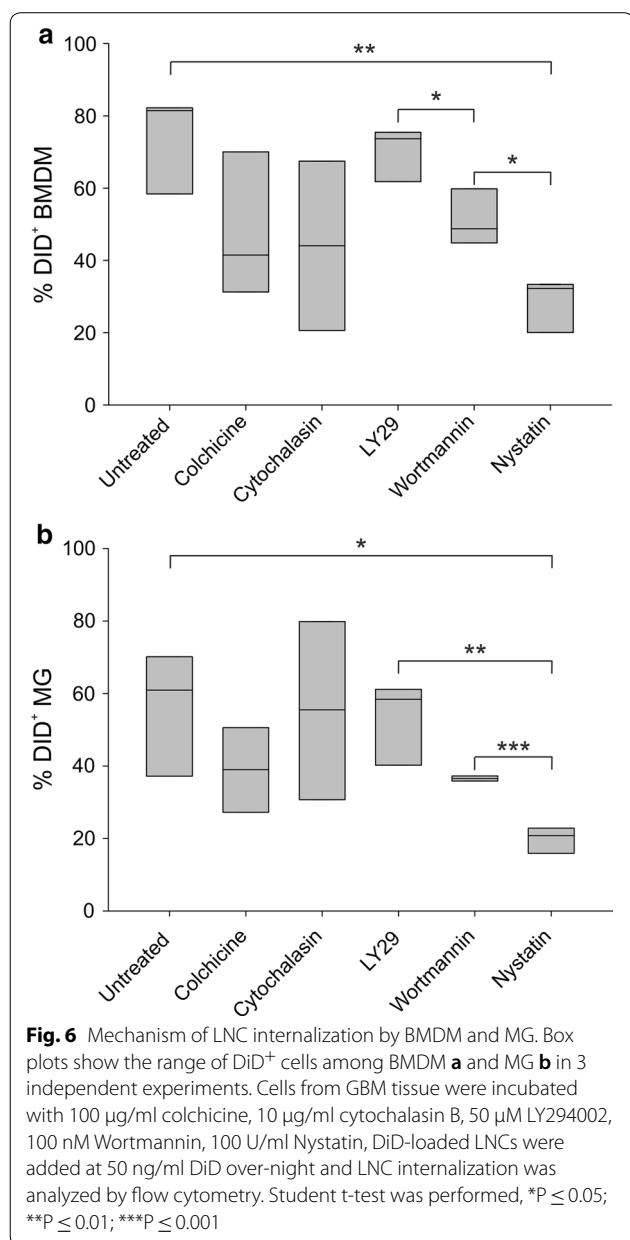 a
**
*
*
% DID+ BMDM
100
80
60
40
20
0
Untreated
Colchicine
Cytochalasin
LY29
Wortmannin
Nystatin
b
*
**
***
% DID+ MG
100
80
60
40
20
0
Untreated
Colchicine
Cytochalasin
LY29
Wortmannin
Nystatin
Fig. 6 Mechanism of LNC internalization by BMDM and MG. Box
plots show the range of DiD+ cells among BMDM a and MG b in 3
independent experiments. Cells from GBM tissue were incubated
with 100 µg/ml colchicine, 10 µg/ml cytochalasin B, 50 µM LY294002,
100 nM Wortmannin, 100 U/ml Nystatin, DiD-loaded LNCs were
added at 50 ng/ml DiD over-night and LNC internalization was
analyzed by flow cytometry. Student t-test was performed, *P ≤ 0.05;
**P ≤ 0.01; ***P ≤ 0.001